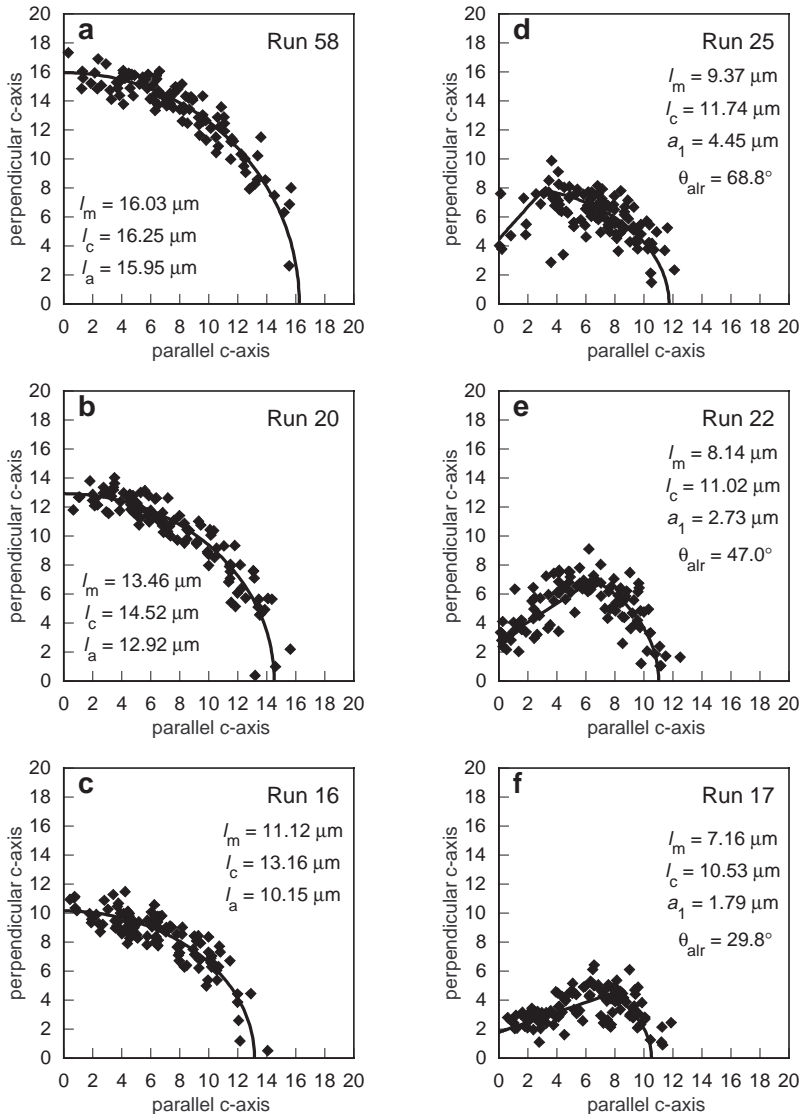 a
Run 58
perpendicular c-axis
20
18
16
14
12
10
8
6
4
2
0
l_m = 16.03 μm
l_c = 16.25 μm
l_a = 15.95 μm
0 2 4 6 8 10 12 14 16 18 20
parallel c-axis
b
Run 20
perpendicular c-axis
20
18
16
14
12
10
8
6
4
2
0
l_m = 13.46 μm
l_c = 14.52 μm
l_a = 12.92 μm
0 2 4 6 8 10 12 14 16 18 20
parallel c-axis
c
Run 16
perpendicular c-axis
20
18
16
14
12
10
8
6
4
2
0
l_m = 11.12 μm
l_c = 13.16 μm
l_a = 10.15 μm
0 2 4 6 8 10 12 14 16 18 20
parallel c-axis
d
Run 25
perpendicular c-axis
20
18
16
14
12
10
8
6
4
2
0
l_m = 9.37 μm
l_c = 11.74 μm
a_1 = 4.45 μm
θ_alr = 68.8°
0 2 4 6 8 10 12 14 16 18 20
parallel c-axis
e
Run 22
perpendicular c-axis
20
18
16
14
12
10
8
6
4
2
0
l_m = 8.14 μm
l_c = 11.02 μm
a_1 = 2.73 μm
θ_alr = 47.0°
0 2 4 6 8 10 12 14 16 18 20
parallel c-axis
f
Run 17
perpendicular c-axis
20
18
16
14
12
10
8
6
4
2
0
l_m = 7.16 μm
l_c = 10.53 μm
a_1 = 1.79 μm
θ_alr = 29.8°
0 2 4 6 8 10 12 14 16 18 20
parallel c-axis